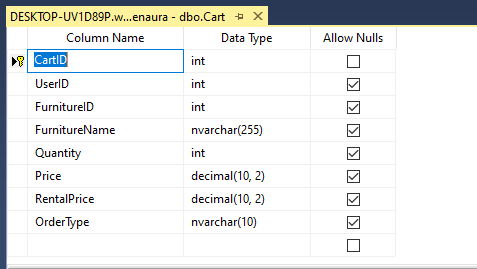 DESKTOP-UV1D89P.w...enaura - dbo.Cart
Column Name Data Type Allow Nulls
CartID int
UserID int
FurnitureID int
FurnitureName nvarchar(255)
Quantity int
Price decimal(10, 2)
RentalPrice decimal(10, 2)
OrderType nvarchar(10)